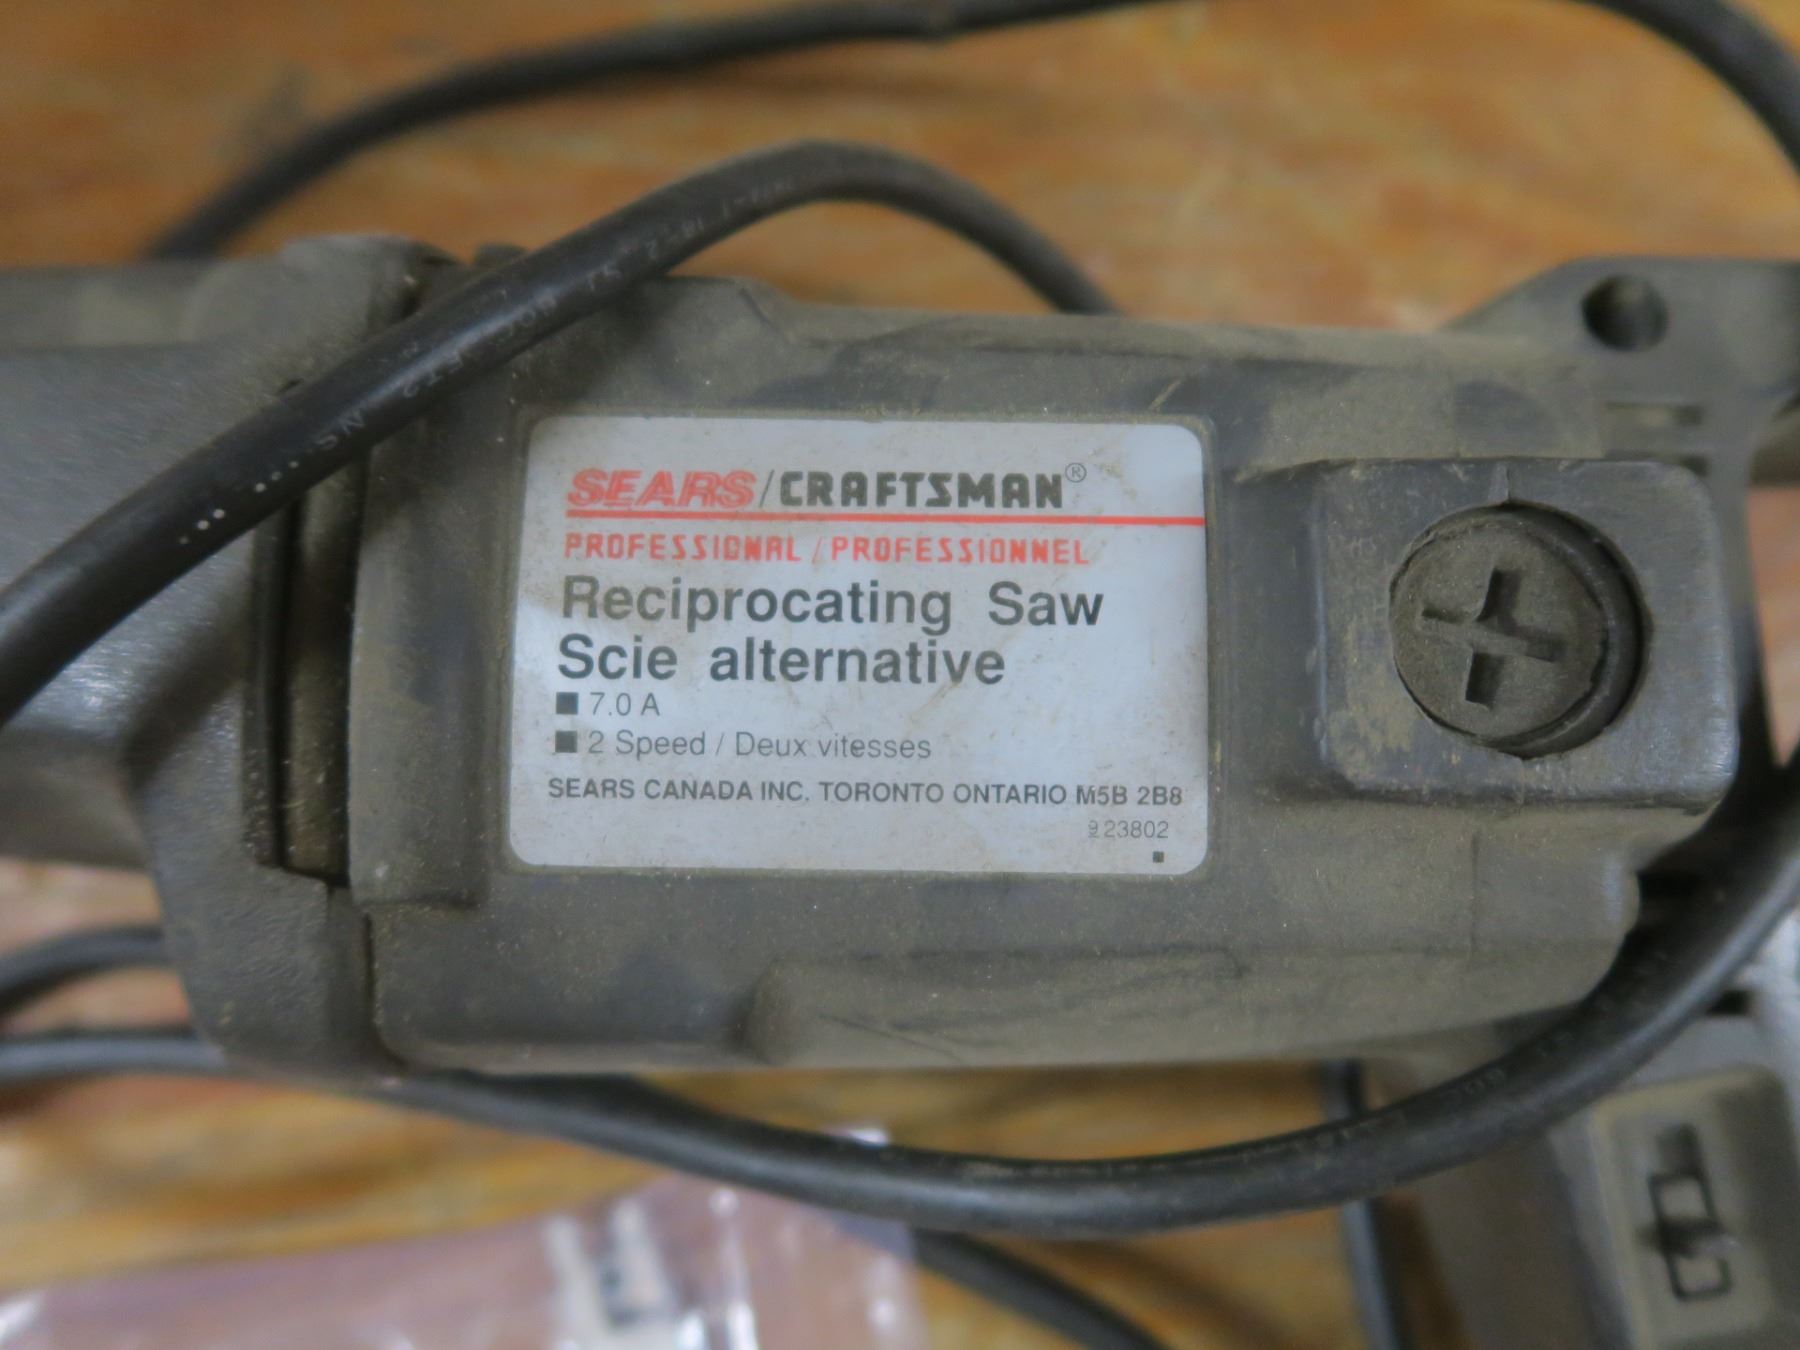 SEARS/CRAFTSMAN®
PROFESSIONAL / PROFESSIONNEL
Reciprocating Saw
Scie alternative
■ 7.0 A
■ 2 Speed / Deux vitesses
SEARS CANADA INC. TORONTO ONTARIO M5B 2B8
923802